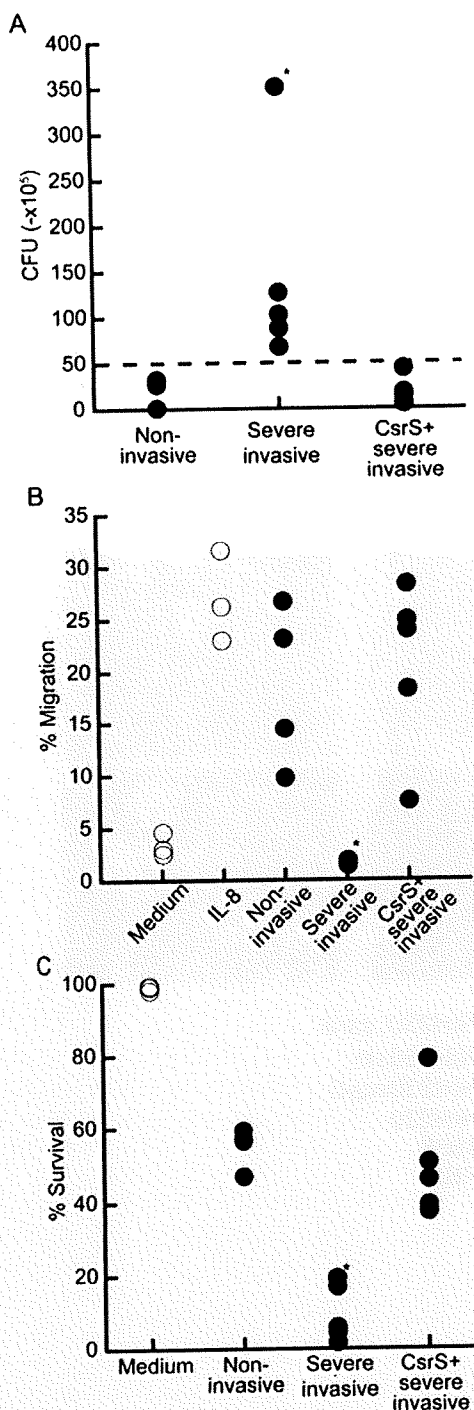 A
400
350
300
250
200
150
100
50
0
CFU (-x10⁵)
*
Non-
invasive
Severe
invasive
CsrS+
severe
invasive
B
35
30
25
20
15
10
5
0
% Migration
*
Medium
IL-8
Non-
invasive
Severe
invasive
CsrS+
severe
invasive
C
100
80
60
40
20
0
% Survival
*
Medium
Non-
invasive
Severe
invasive
CsrS+
severe
invasive